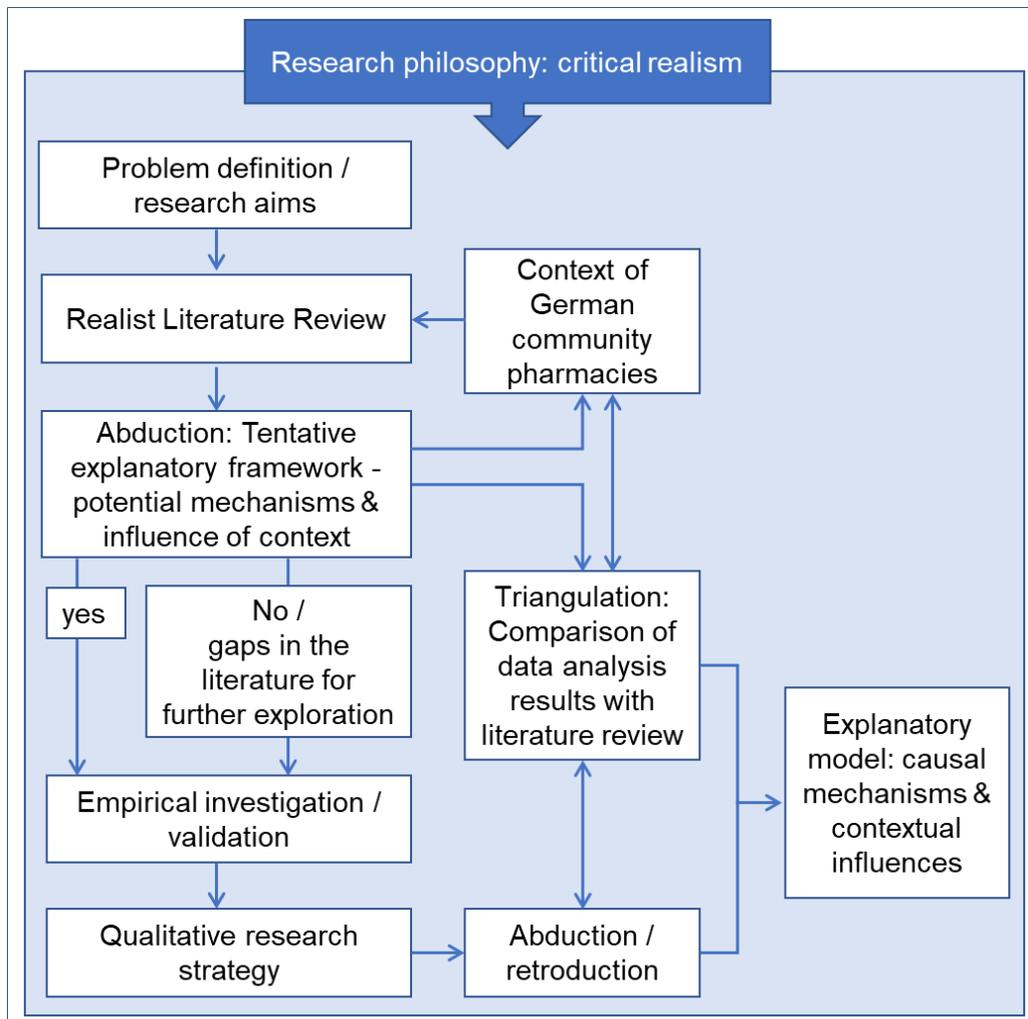 Research philosophy: critical realism
Problem definition /
research aims
Realist Literature Review
Context of
German
community
pharmacies
Abduction: Tentative
explanatory framework -
potential mechanisms &
influence of context
yes
No /
gaps in the
literature for
further exploration
Triangulation:
Comparison of
data analysis
results with
literature review
Explanatory
model: causal
mechanisms &
contextual
influences
Empirical investigation /
validation
Qualitative research
strategy
Abduction /
retroduction